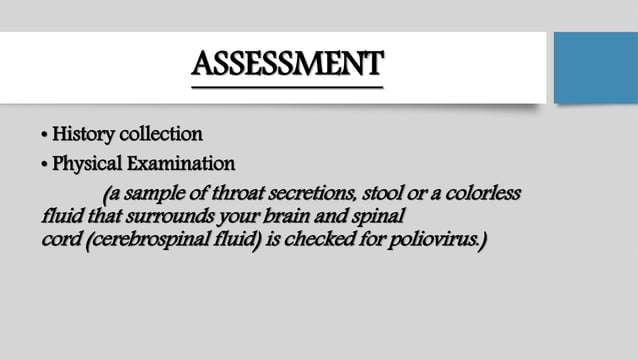 ASSESSMENT
• History collection
• Physical Examination
(a sample of throat secretions, stool or a colorless
fluid that surrounds your brain and spinal
cord (cerebrospinal fluid) is checked for poliovirus.)